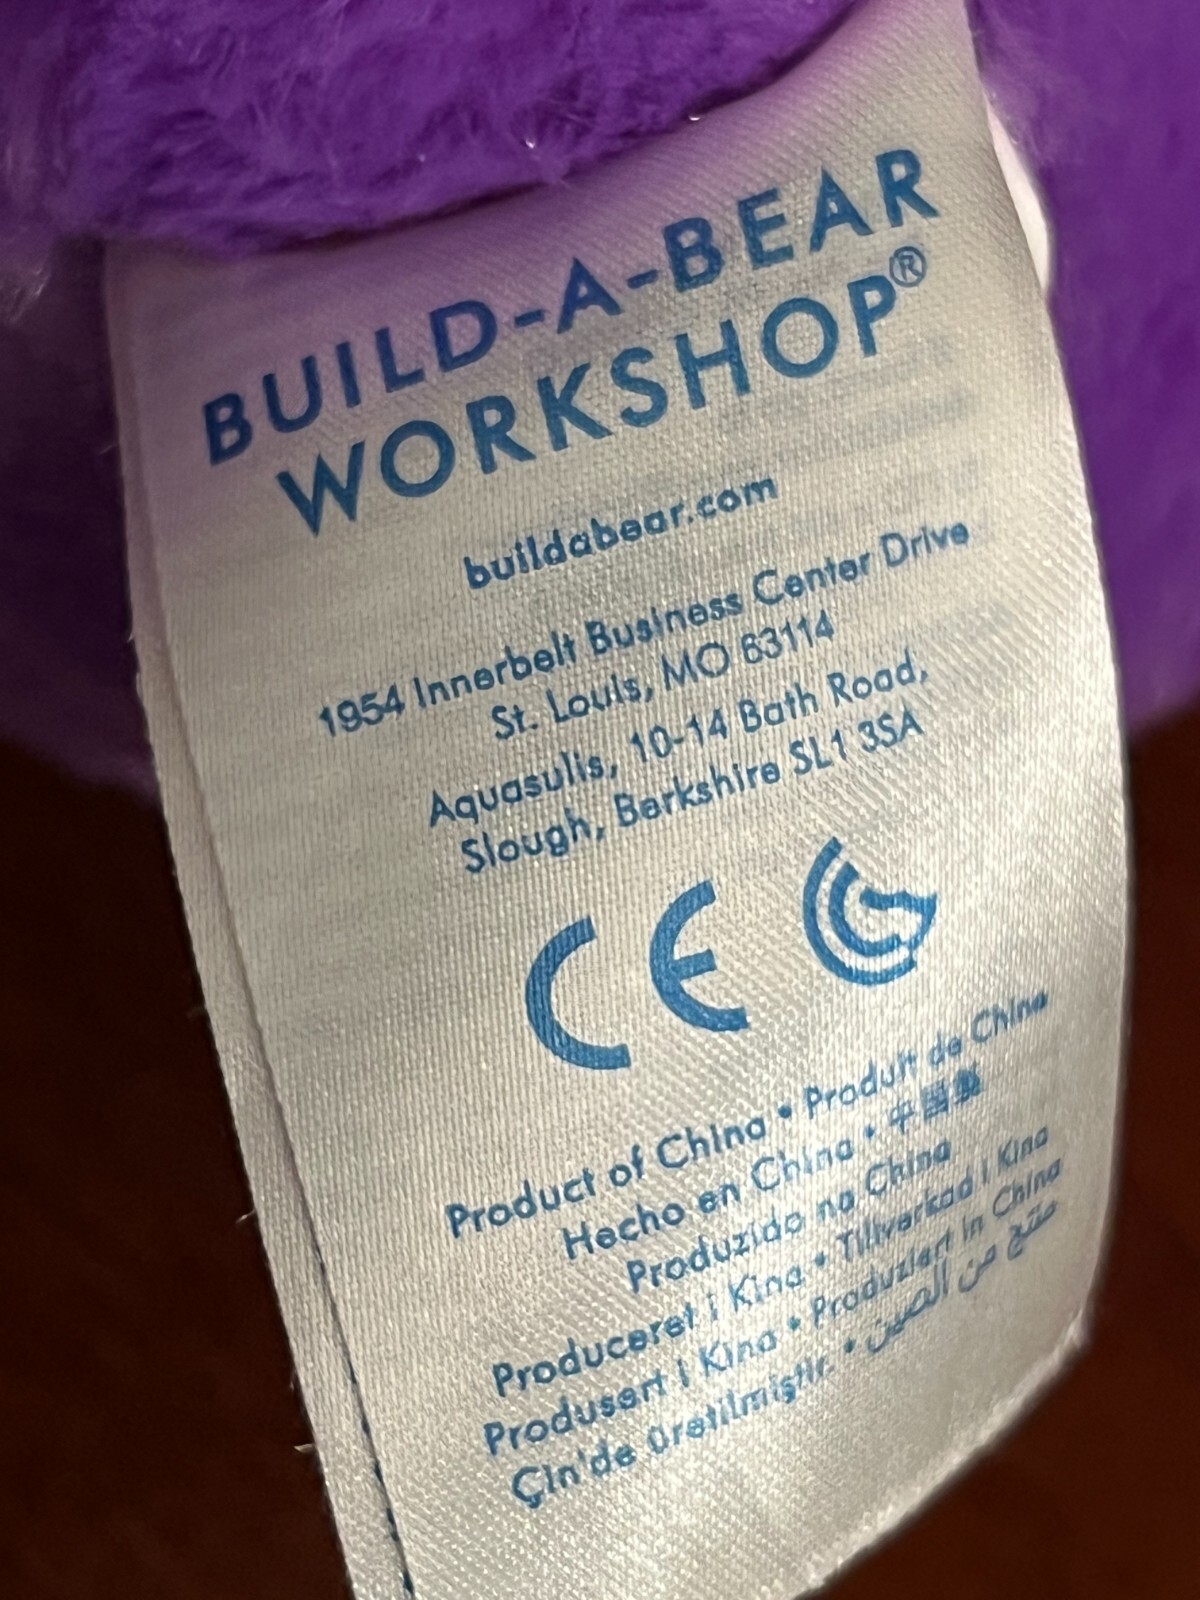 BUILD-A-BEAR
WORKSHOP®
buildabear.com
1954 Innerbelt Business Center Drive
St. Louis, MO 63114
Aquasulis, 10-14 Bath Road,
Slough, Berkshire SL1 3SA
CE
Product of China • Produit de Chine
Hecho en China • 中国製
Produzido na China
Produceret i Kina • Tillverkad i Kina
Produsert i Kina • Produziert in China
Çin'de üretilmiştir. • منتج من الصين